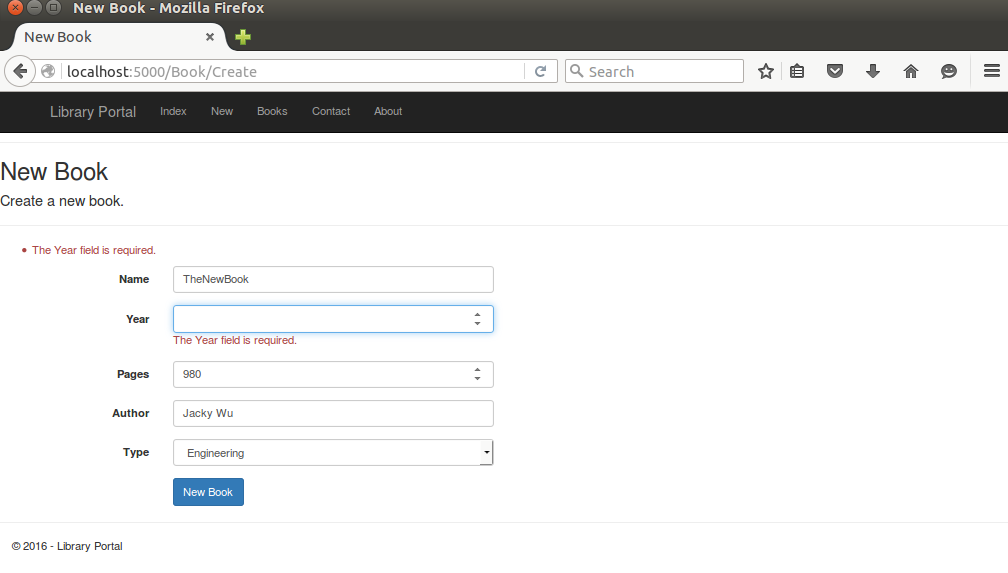 New Book - Mozilla Firefox
New Book
localhost:5000/Book/Create
Search
Library Portal Index New Books Contact About
New Book
Create a new book.
The Year field is required.
Name TheNewBook
Year
The Year field is required.
Pages 980
Author Jacky Wu
Type Engineering
New Book
© 2016 - Library Portal